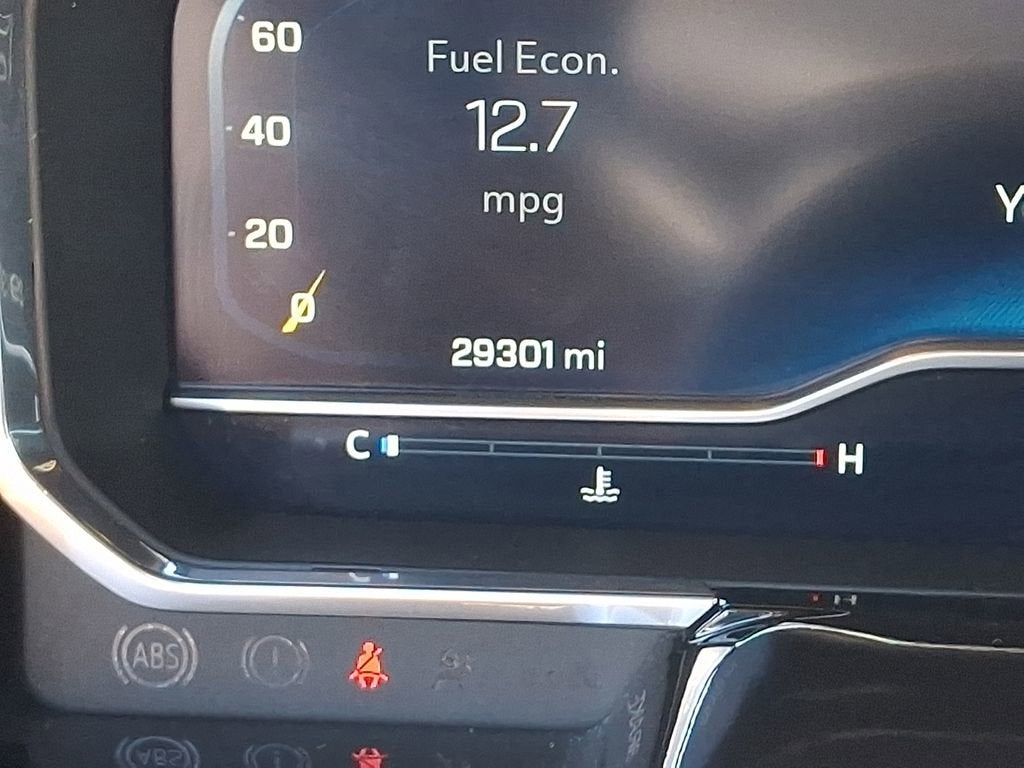 60
Fuel Econ.
12.7
40
mpg
Y
20
0
29301 mi
C H
ABS